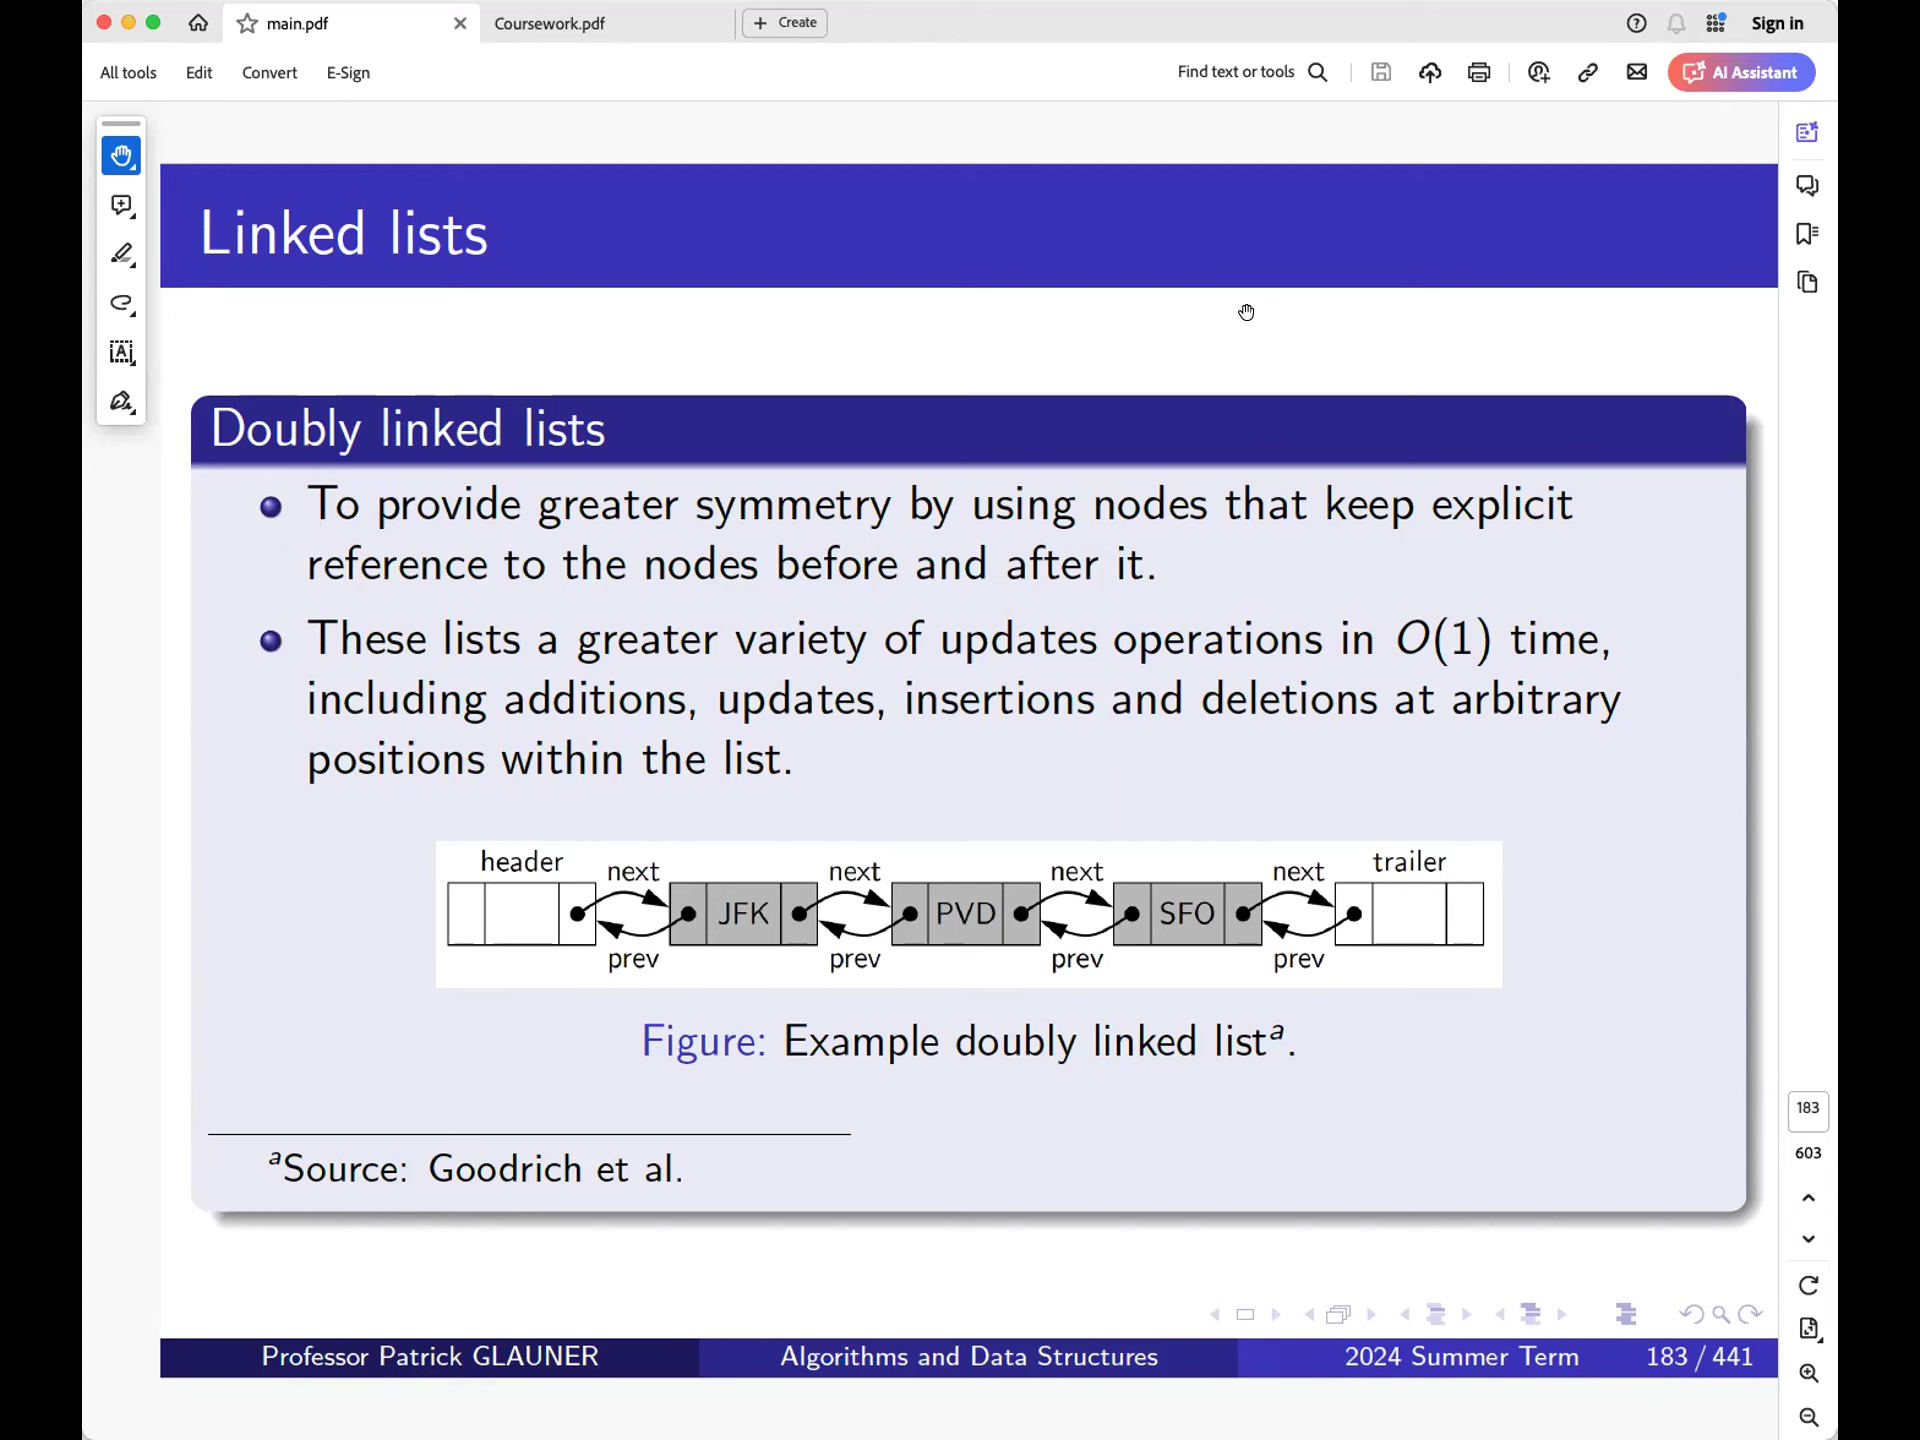 main.pdf
Coursework.pdf
Create
Sign in
All tools
Edit
Convert
E-Sign
Find text or tools
AI Assistant
Linked lists
Doubly linked lists
To provide greater symmetry by using nodes that keep explicit
reference to the nodes before and after it.
These lists a greater variety of updates operations in O(1) time,
including additions, updates, insertions and deletions at arbitrary
positions within the list.
header next next next next trailer
JFK PVD SFO
prev prev prev prev
Figure: Example doubly linked listᵃ.
ᵃSource: Goodrich et al.
183
603
Professor Patrick GLAUNER Algorithms and Data Structures 2024 Summer Term 183 / 441